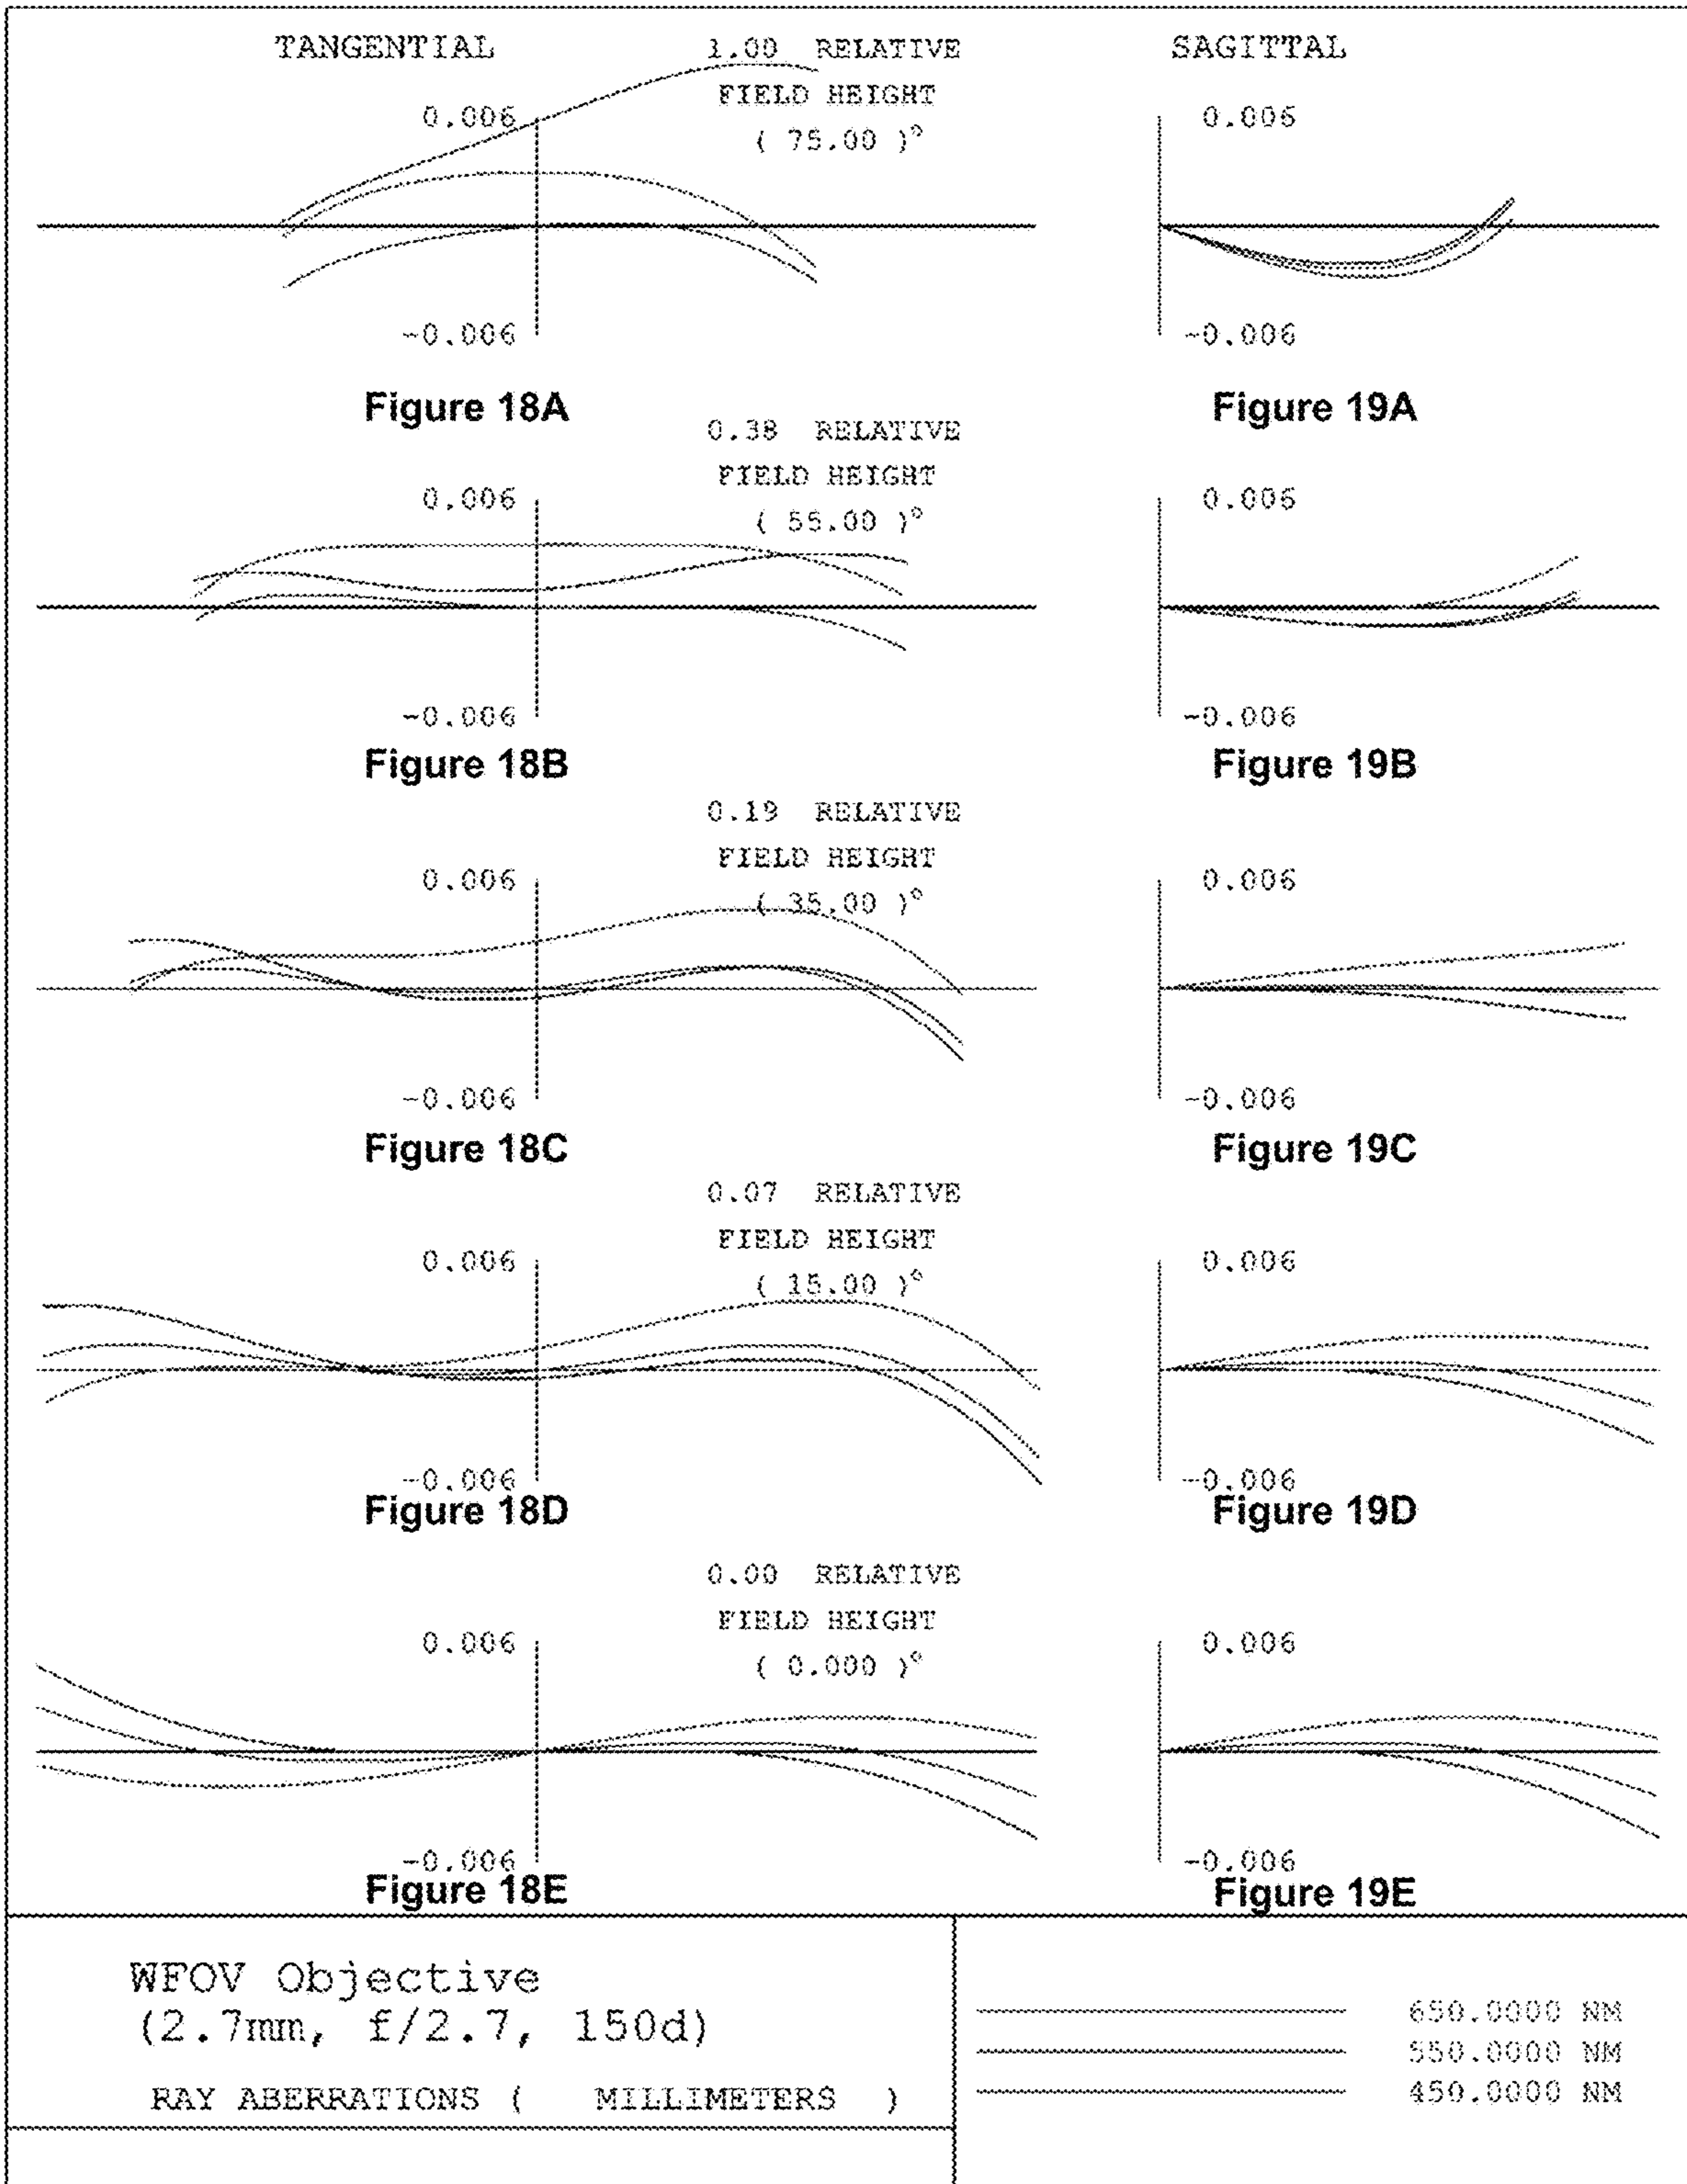 TANGENTIAL
1.00 RELATIVE
SAGITTAL
FIELD HEIGHT
0.006
0.006
( 75.00 )°
-0.006
-0.006
Figure 18A
Figure 19A
0.38 RELATIVE
FIELD HEIGHT
0.006
0.006
( 55.00 )°
-0.006
-0.006
Figure 18B
Figure 19B
0.19 RELATIVE
FIELD HEIGHT
0.006
0.006
( 35.00 )°
-0.006
-0.006
Figure 18C
Figure 19C
0.07 RELATIVE
FIELD HEIGHT
0.006
0.006
( 15.00 )°
-0.006
-0.006
Figure 18D
Figure 19D
0.00 RELATIVE
FIELD HEIGHT
0.006
0.006
( 0.000 )°
-0.006
-0.006
Figure 18E
Figure 19E
WFOV Objective
(2.7mm, f/2.7, 150d)
RAY ABERRATIONS ( MILLIMETERS )
650.0000 NM
550.0000 NM
450.0000 NM